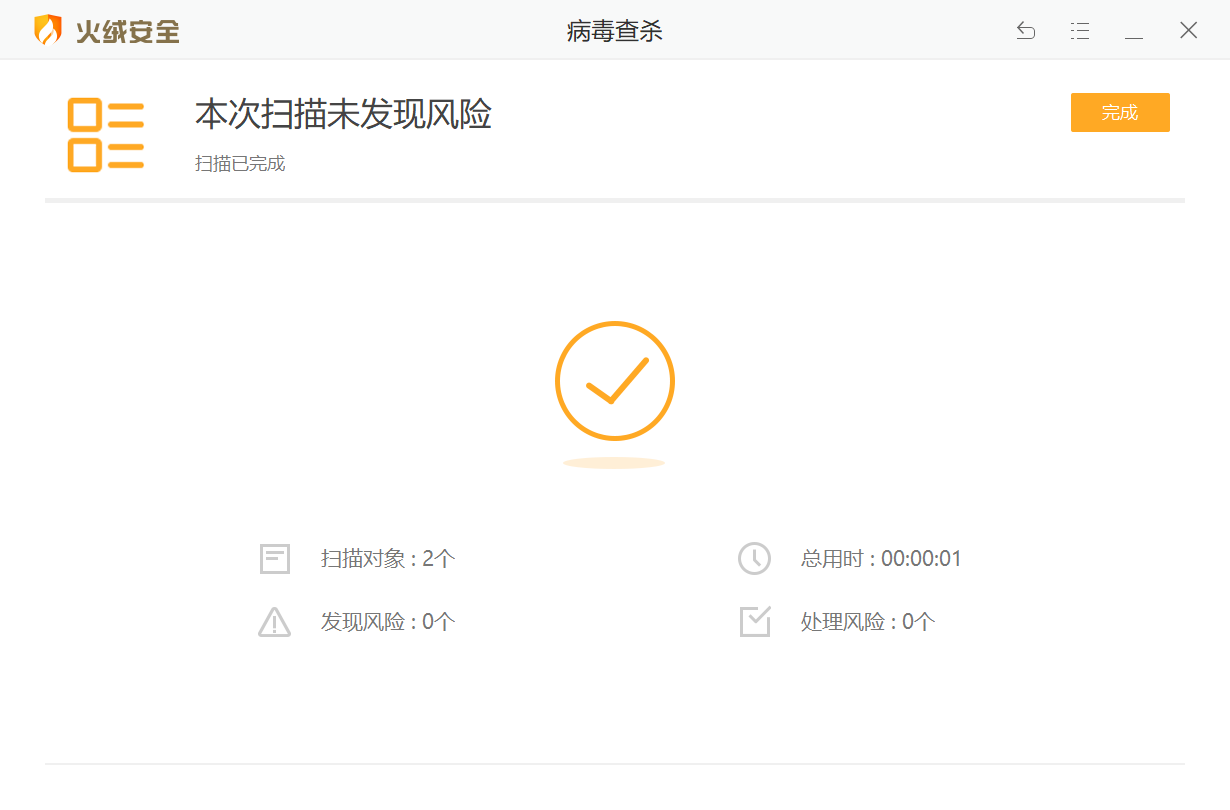 火绒安全
病毒查杀
本次扫描未发现风险
完成
扫描已完成
扫描对象 : 2个
总用时 : 00:00:01
发现风险 : 0个
处理风险 : 0个